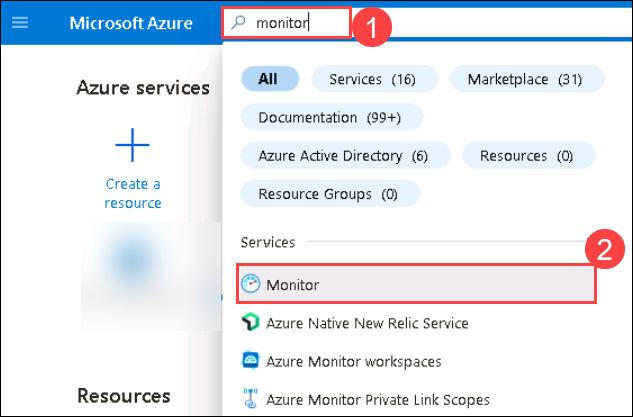 Microsoft Azure
monitor
1
All
Services (16)
Marketplace (31)
Documentation (99+)
Azure Active Directory (6)
Resources (0)
Resource Groups (0)
Azure services
Create a
resource
Services
2
Monitor
Azure Native New Relic Service
Azure Monitor workspaces
Azure Monitor Private Link Scopes
Resources